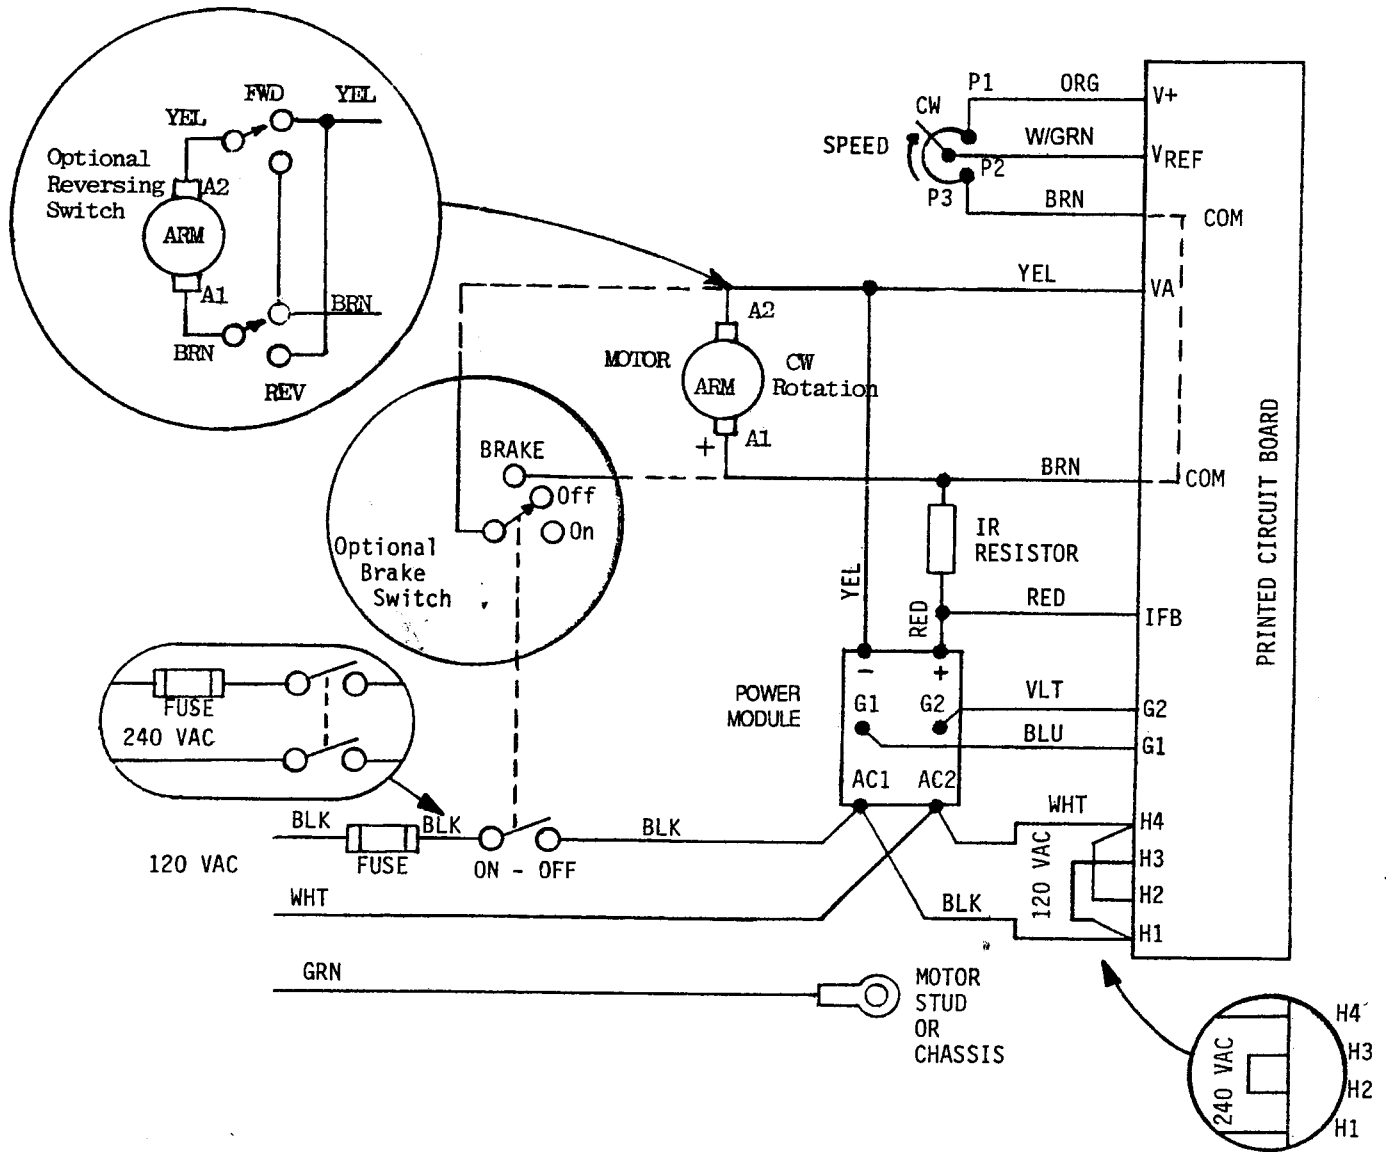 FWD
YEL
YEL
Optional
Reversing
Switch
A2
ARM
A1
BRN
BRN
REV
P1
ORG
V+
CW
SPEED
W/GRN
VREF
P2
P3
BRN
COM
YEL
VA
A2
MOTOR
CW
Rotation
ARM
+
A1
BRN
COM
PRINTED CIRCUIT BOARD
BRAKE
Off
On
Optional
Brake
Switch
IR
RESISTOR
YEL
RED
RED
IFB
FUSE
240 VAC
POWER
MODULE
-
+
G1
G2
VLT
G2
BLU
G1
AC1
AC2
WHT
H4
BLK
BLK
BLK
120 VAC
FUSE
ON - OFF
120 VAC
H3
H2
WHT
BLK
H1
GRN
MOTOR
STUD
OR
CHASSIS
240 VAC
H4
H3
H2
H1